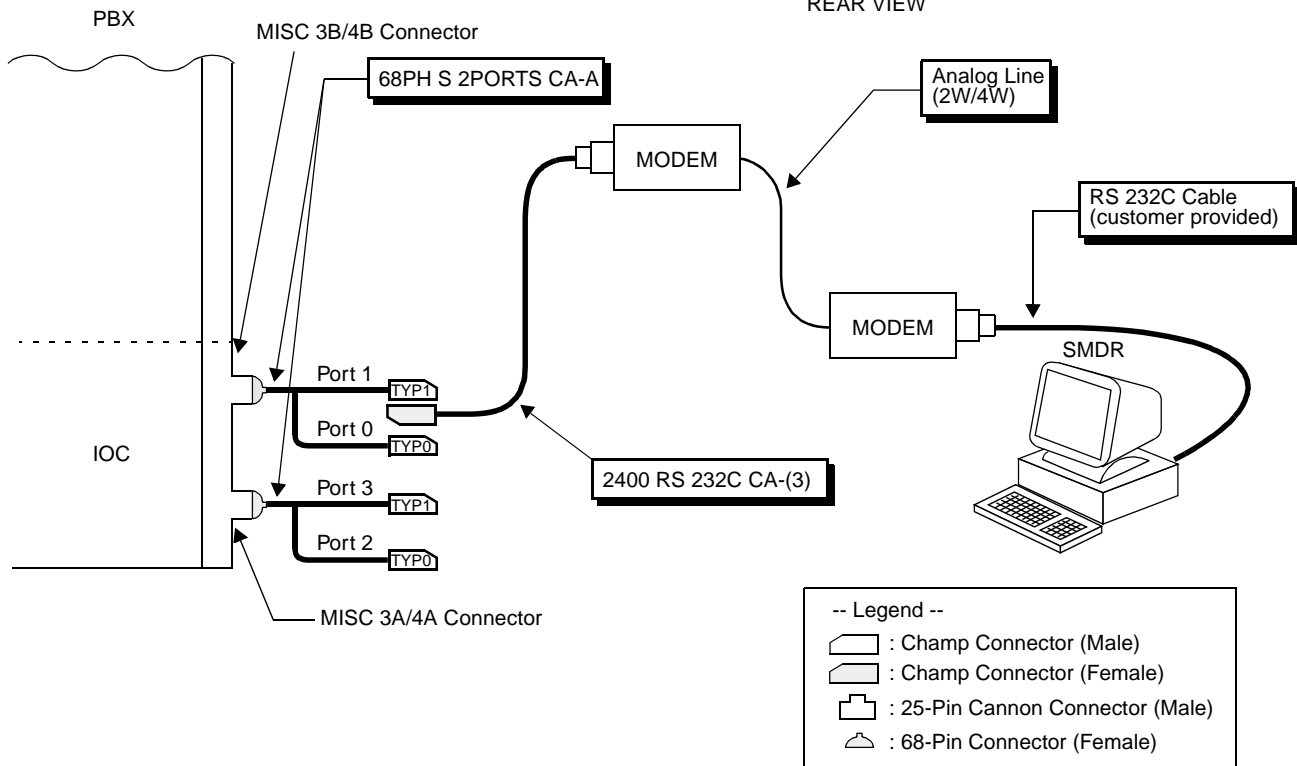 REAR VIEW
PBX
MISC 3B/4B Connector
68PH S 2PORTS CA-A
Analog Line
(2W/4W)
MODEM
RS 232C Cable
(customer provided)
MODEM
SMDR
Port 1
TYP1
Port 0
TYP0
IOC
2400 RS 232C CA-(3)
Port 3
TYP1
Port 2
TYP0
MISC 3A/4A Connector
-- Legend --
: Champ Connector (Male)
: Champ Connector (Female)
: 25-Pin Cannon Connector (Male)
: 68-Pin Connector (Female)